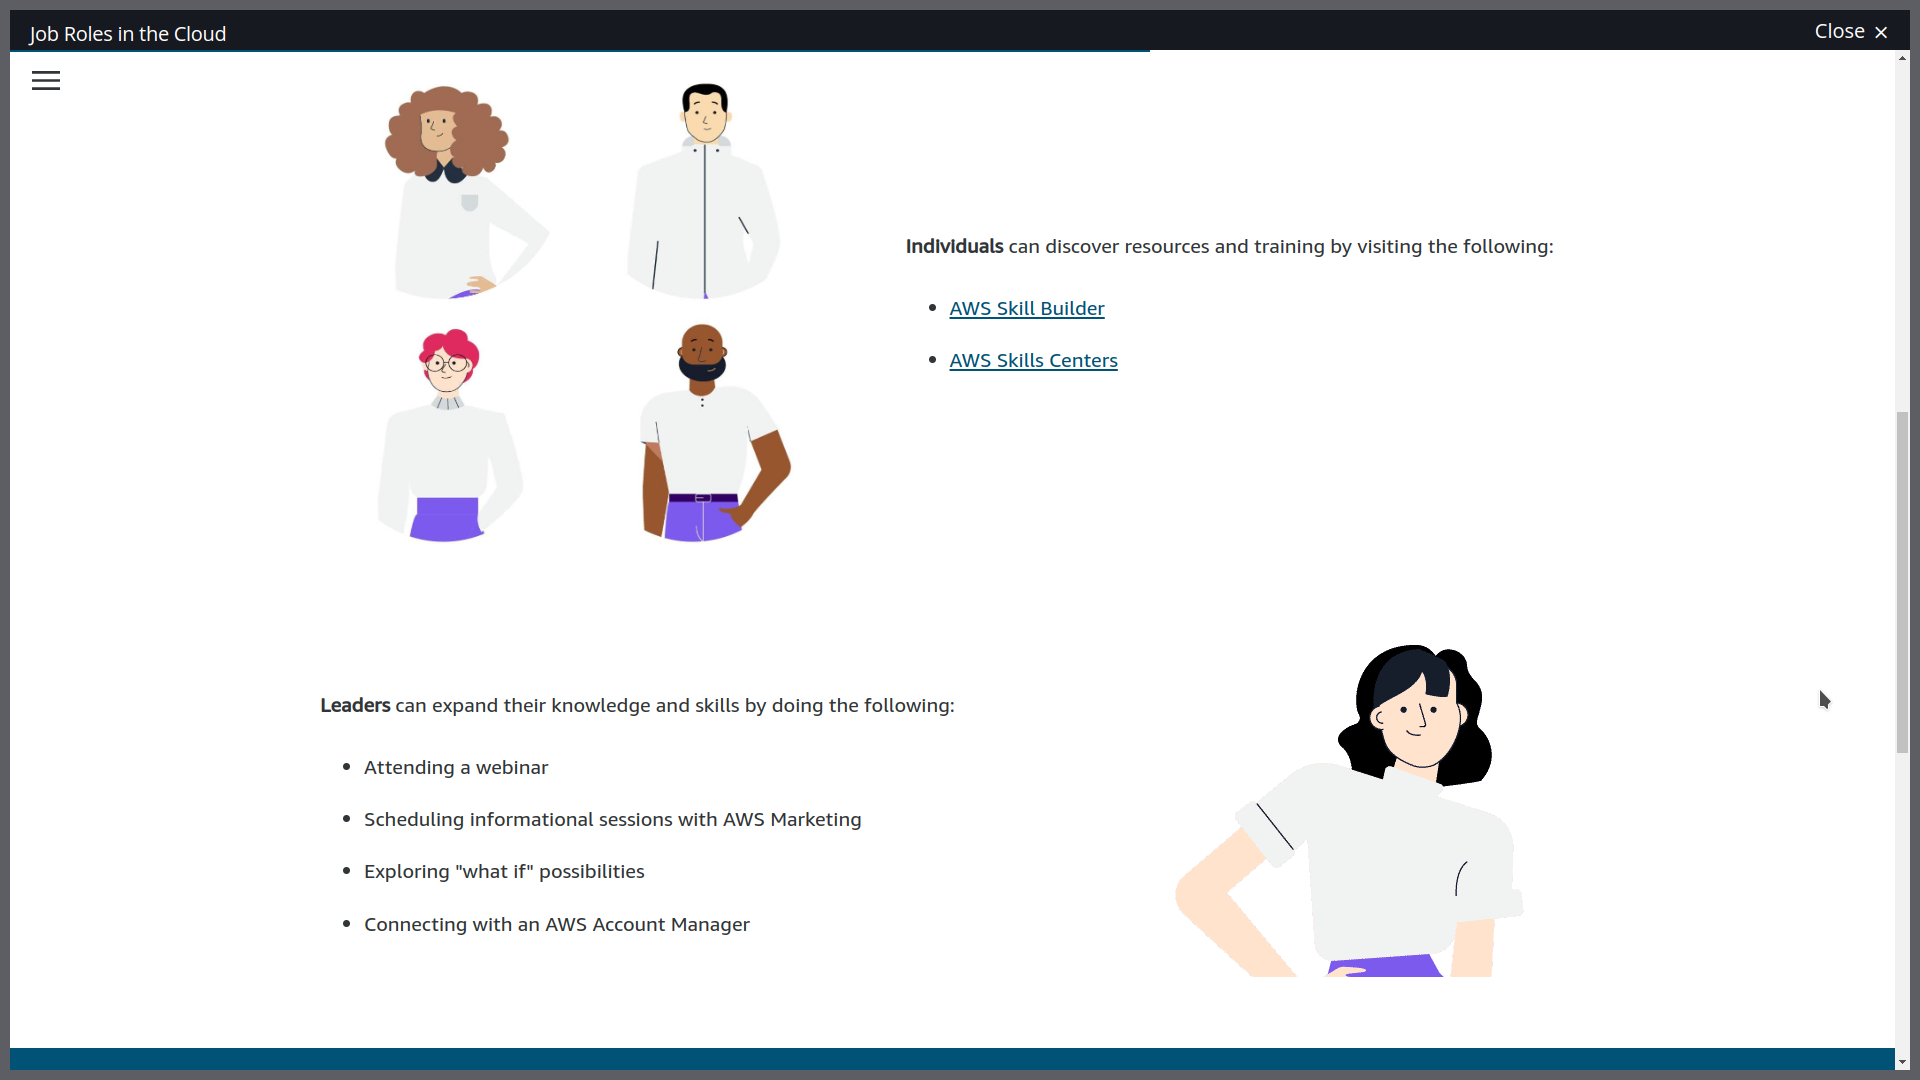 Job Roles in the Cloud
Close ×
Individuals can discover resources and training by visiting the following:
• AWS Skill Builder
• AWS Skills Centers
Leaders can expand their knowledge and skills by doing the following:
• Attending a webinar
• Scheduling informational sessions with AWS Marketing
• Exploring "what if" possibilities
• Connecting with an AWS Account Manager